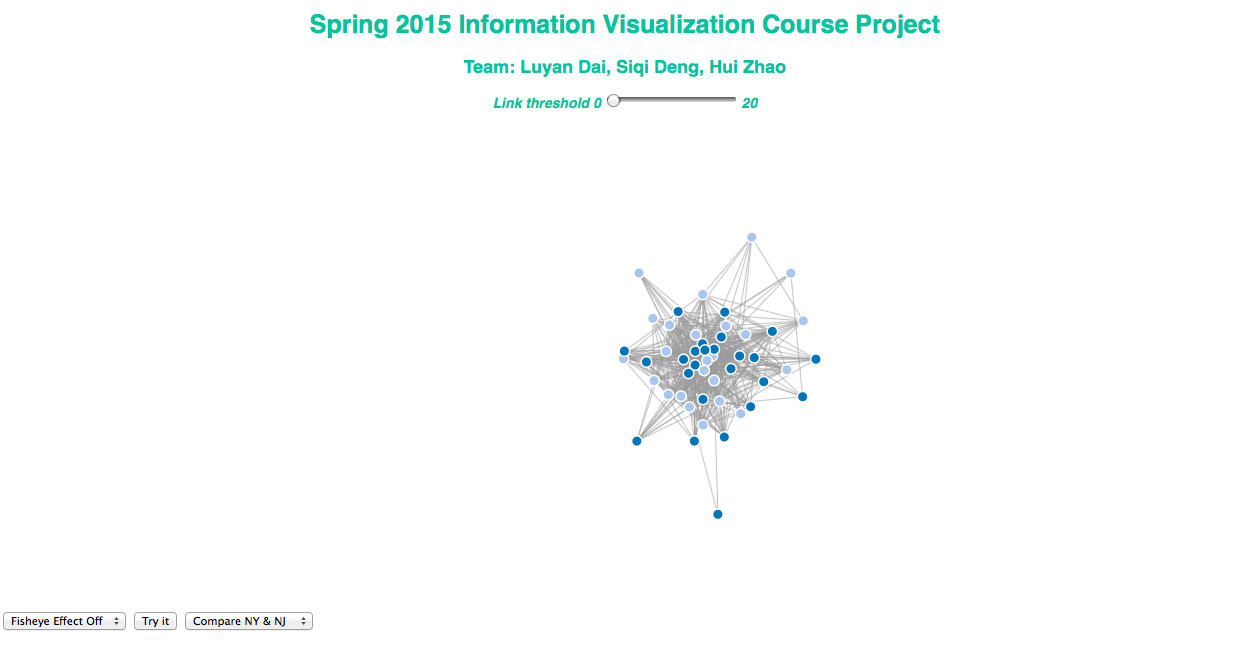 Spring 2015 Information Visualization Course Project
Team: Luyan Dai, Siqi Deng, Hui Zhao
Link threshold 0 20
Fisheye Effect Off Try it Compare NY & NJ